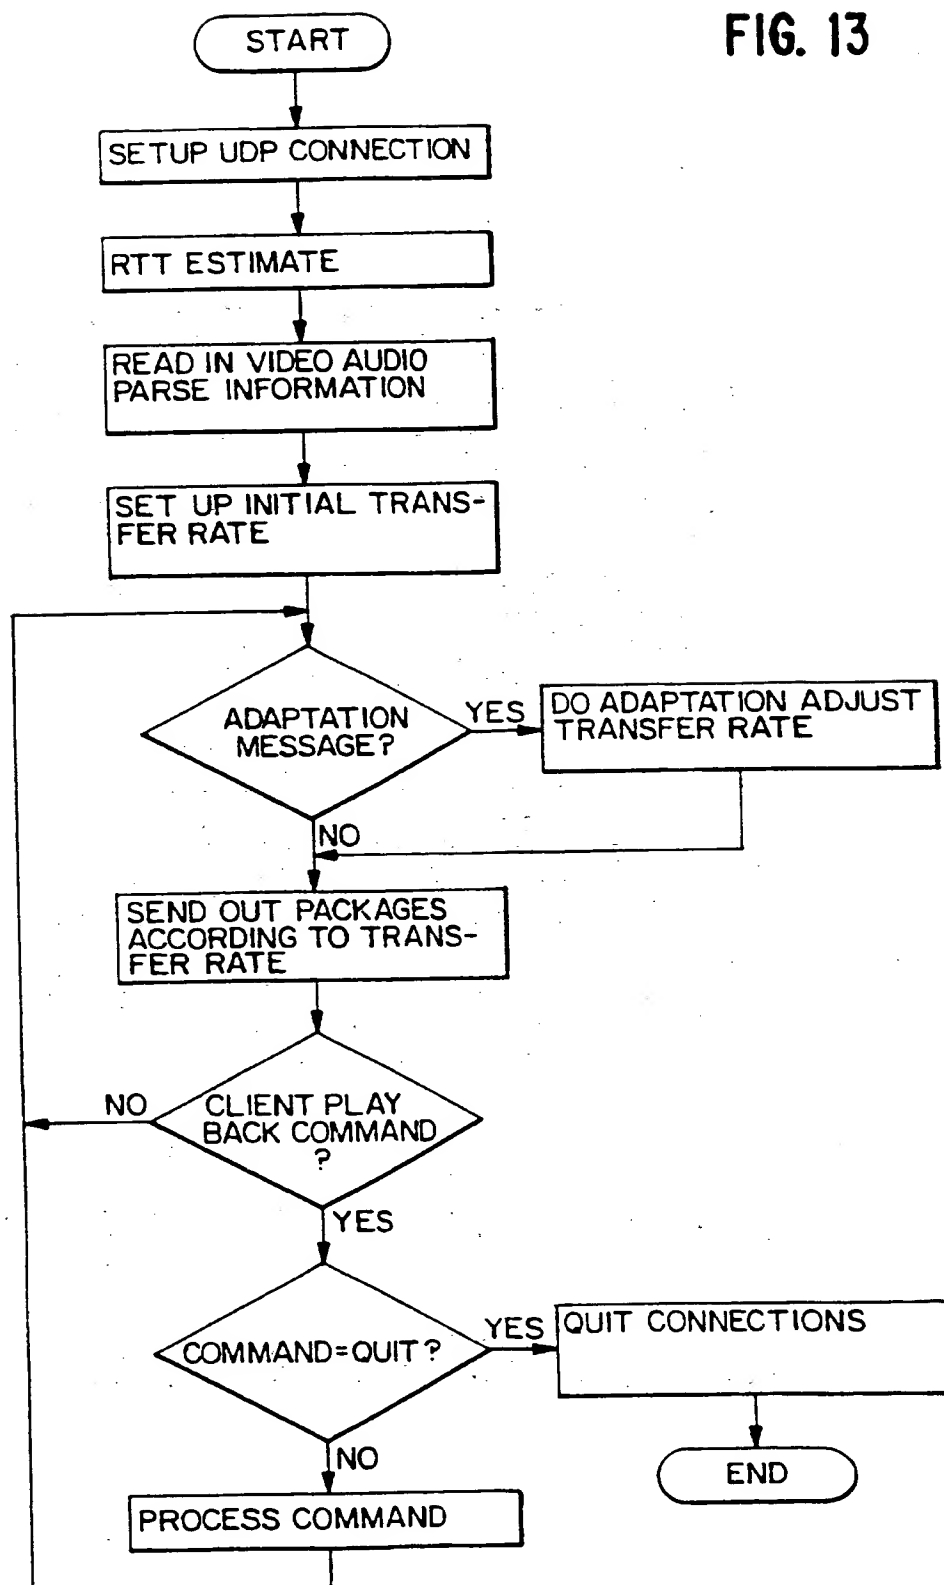 FIG. 13
START
SETUP UDP CONNECTION
RTT ESTIMATE
READ IN VIDEO AUDIO
PARSE INFORMATION
SET UP INITIAL TRANS-
FER RATE
ADAPTATION
MESSAGE?
YES
DO ADAPTATION ADJUST
TRANSFER RATE
NO
SEND OUT PACKAGES
ACCORDING TO TRANS-
FER RATE
NO
CLIENT PLAY
BACK COMMAND
?
YES
COMMAND=QUIT?
YES
QUIT CONNECTIONS
NO
END
PROCESS COMMAND